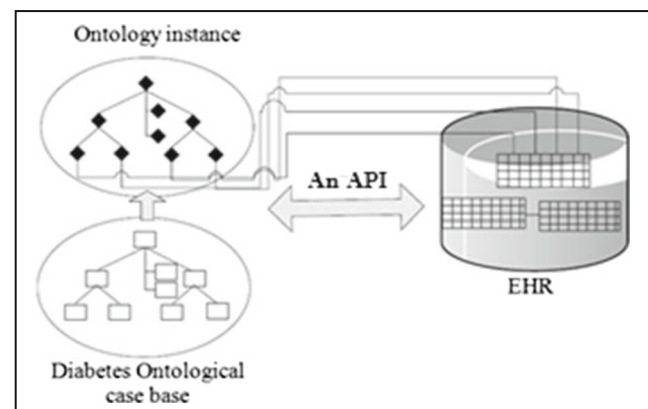 Ontology instance
An API
EHR
Diabetes Ontological
case base